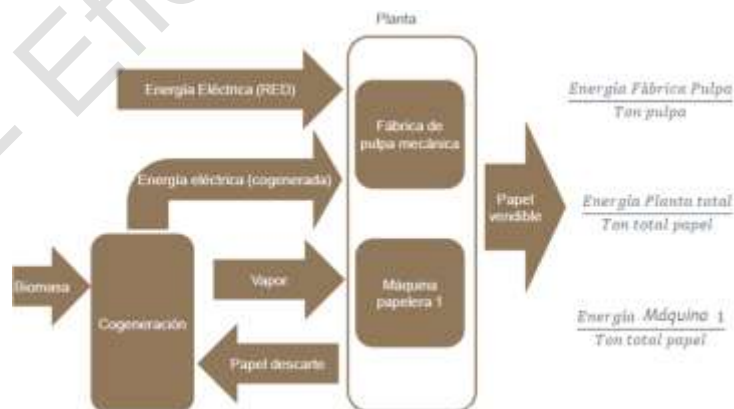 Planta
Energía Eléctrica (RED)
Fábrica de
pulpa mecánica
Energía eléctrica (cogenerada)
Papel
vendible
Biomasa
Vapor
Máquina
papelera 1
Cogeneración
Papel descarte
Energía Fàbrica Pulpa
Ton pulpa
Energía Planta total
Ton total papel
Energía Máquina 1
Ton total papel